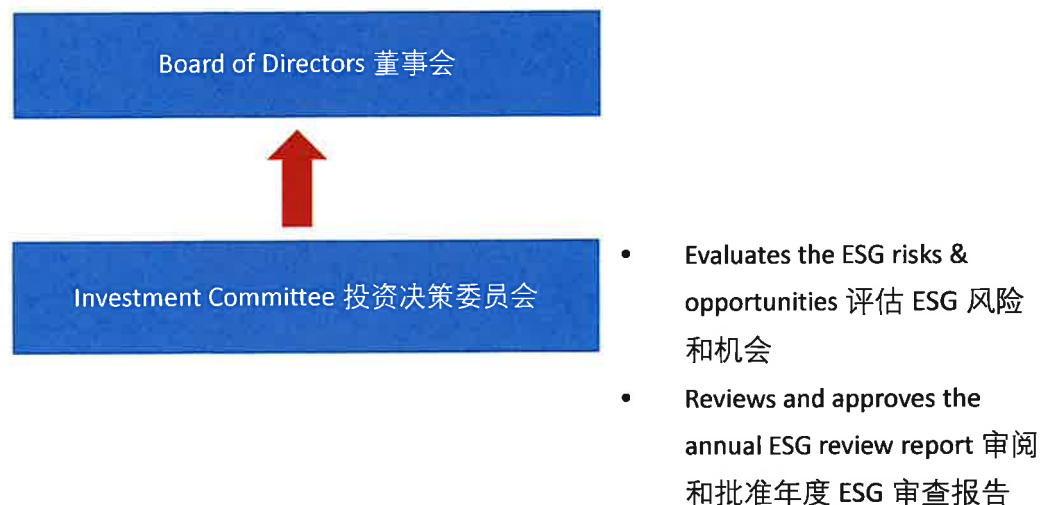 Board of Directors 董事会
Investment Committee 投资决策委员会
• Evaluates the ESG risks &
opportunities 评估 ESG 风险
和机会
• Reviews and approves the
annual ESG review report 审阅
和批准年度 ESG 审查报告